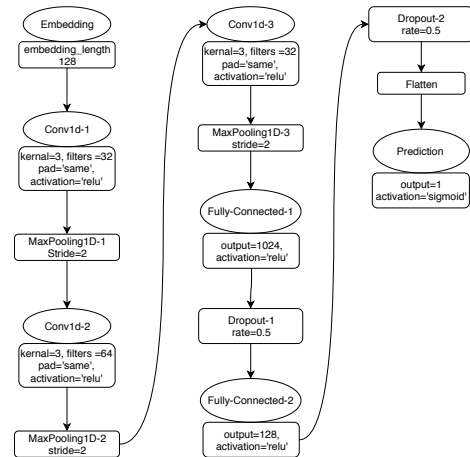 Embedding
embedding_length
128
Conv1d-1
kernal=3, filters =32
pad='same',
activation='relu'
MaxPooling1D-1
Stride=2
Conv1d-2
kernal=3, filters =64
pad='same',
activation='relu'
MaxPooling1D-2
stride=2
Conv1d-3
kernel=3, filters =32
pad='same',
activation='relu'
MaxPooling1D-3
stride=2
Fully-Connected-1
output=1024,
activation='relu'
Dropout-1
rate=0.5
Fully-Connected-2
output=128,
activation='relu'
Dropout-2
rate=0.5
Flatten
Prediction
output=1
activation='sigmoid'